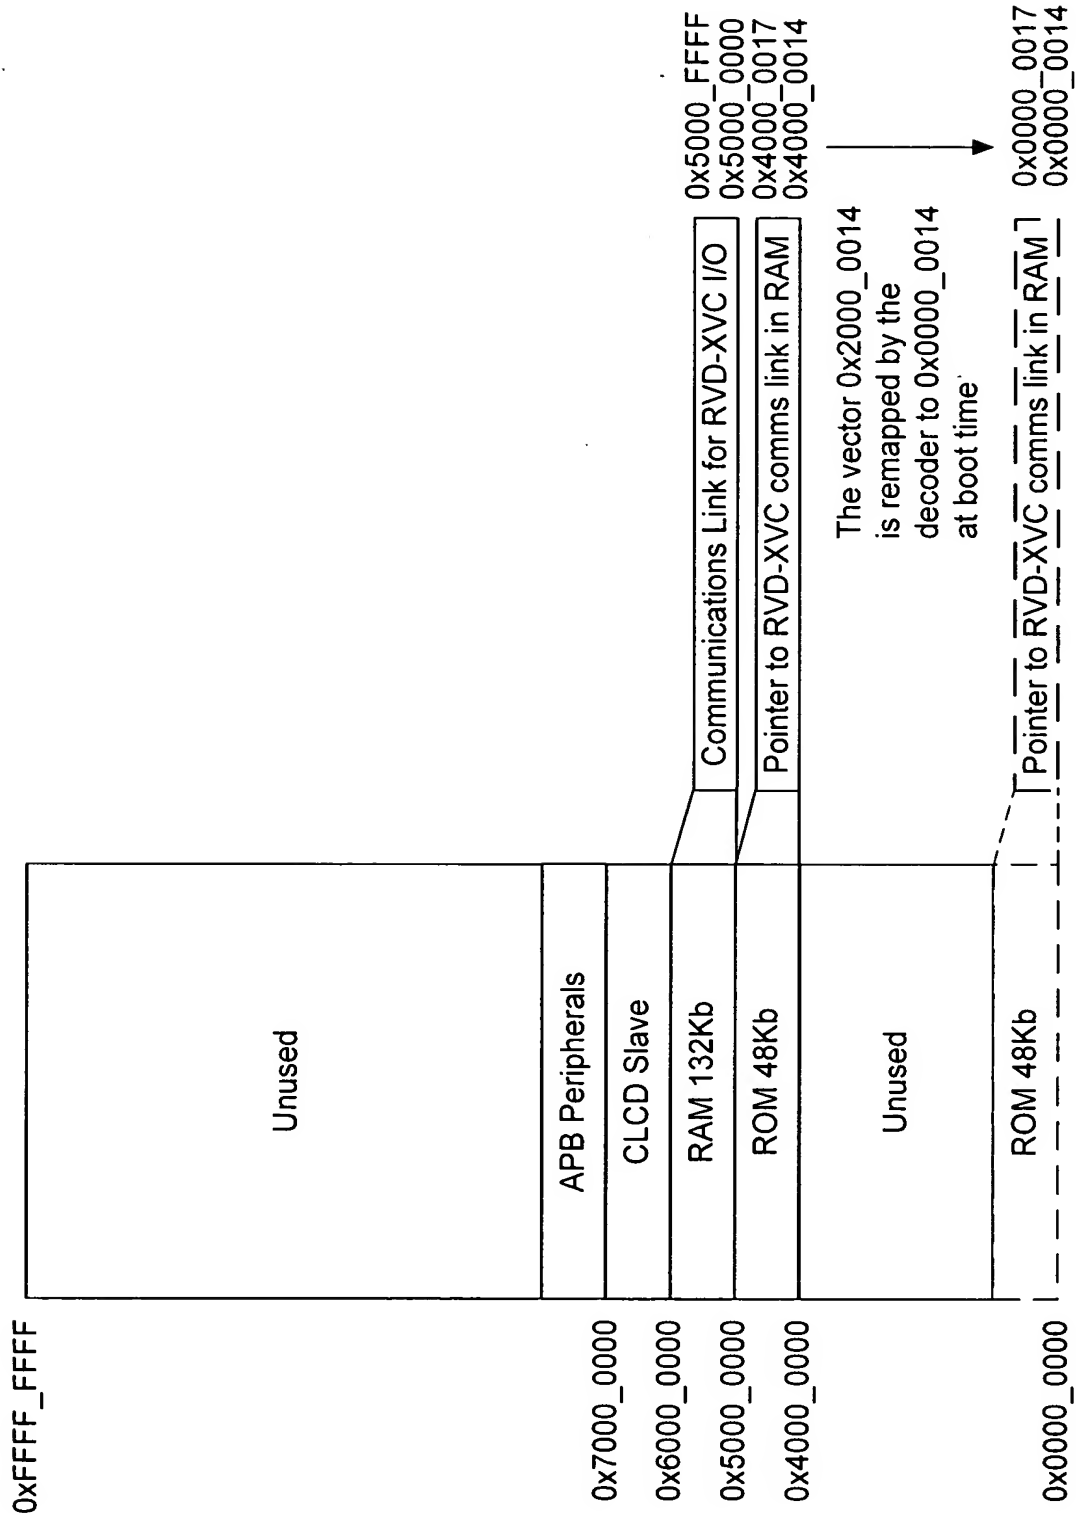 0xFFFF_FFFF
Unused
APB Peripherals
0x7000_0000
CLCD Slave
0x6000_0000
RAM 132Kb
0x5000_0000
ROM 48Kb
0x4000_0000
Unused
ROM 48Kb
0x0000_0000
Communications Link for RVD-XVC I/O
0x5000_FFFF
0x5000_0000
Pointer to RVD-XVC comms link in RAM
0x4000_0017
0x4000_0014
The vector 0x2000_0014
is remapped by the
decoder to 0x0000_0014
at boot time
Pointer to RVD-XVC comms link in RAM
0x0000_0017
0x0000_0014